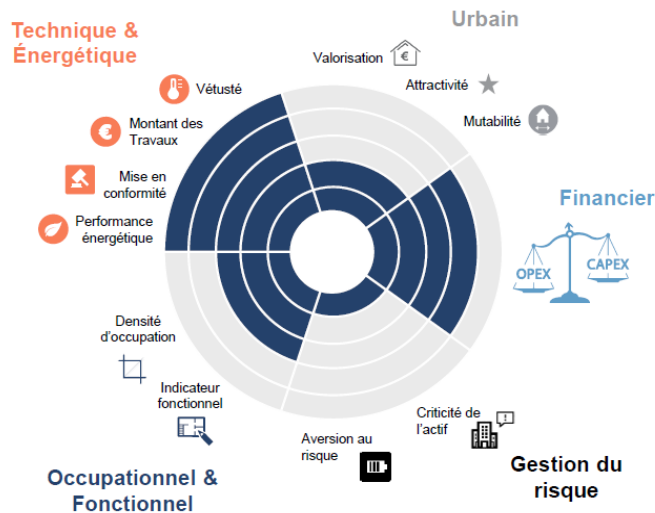 Technique &
Énergétique
Vétusté
€
Montant des
Travaux
Mise en
conformité
Performance
énergétique
Urbain
Valorisation
€
Attractivité
Mutabilité
Financier
OPEX
CAPEX
Densité
d'occupation
Indicateur
fonctionnel
Occupationnel &
Fonctionnel
Aversion au
risque
Criticité de
l'actif
!
Gestion du
risque